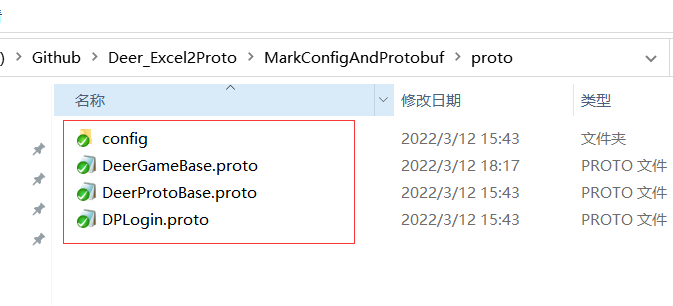 ) › Github › Deer_Excel2Proto › MarkConfigAndProtobuf › proto
名称 修改日期 类型
config 2022/3/12 15:43 文件夹
DeerGameBase.proto 2022/3/12 18:17 PROTO 文件
DeerProtoBase.proto 2022/3/12 15:43 PROTO 文件
DPLogin.proto 2022/3/12 15:43 PROTO 文件